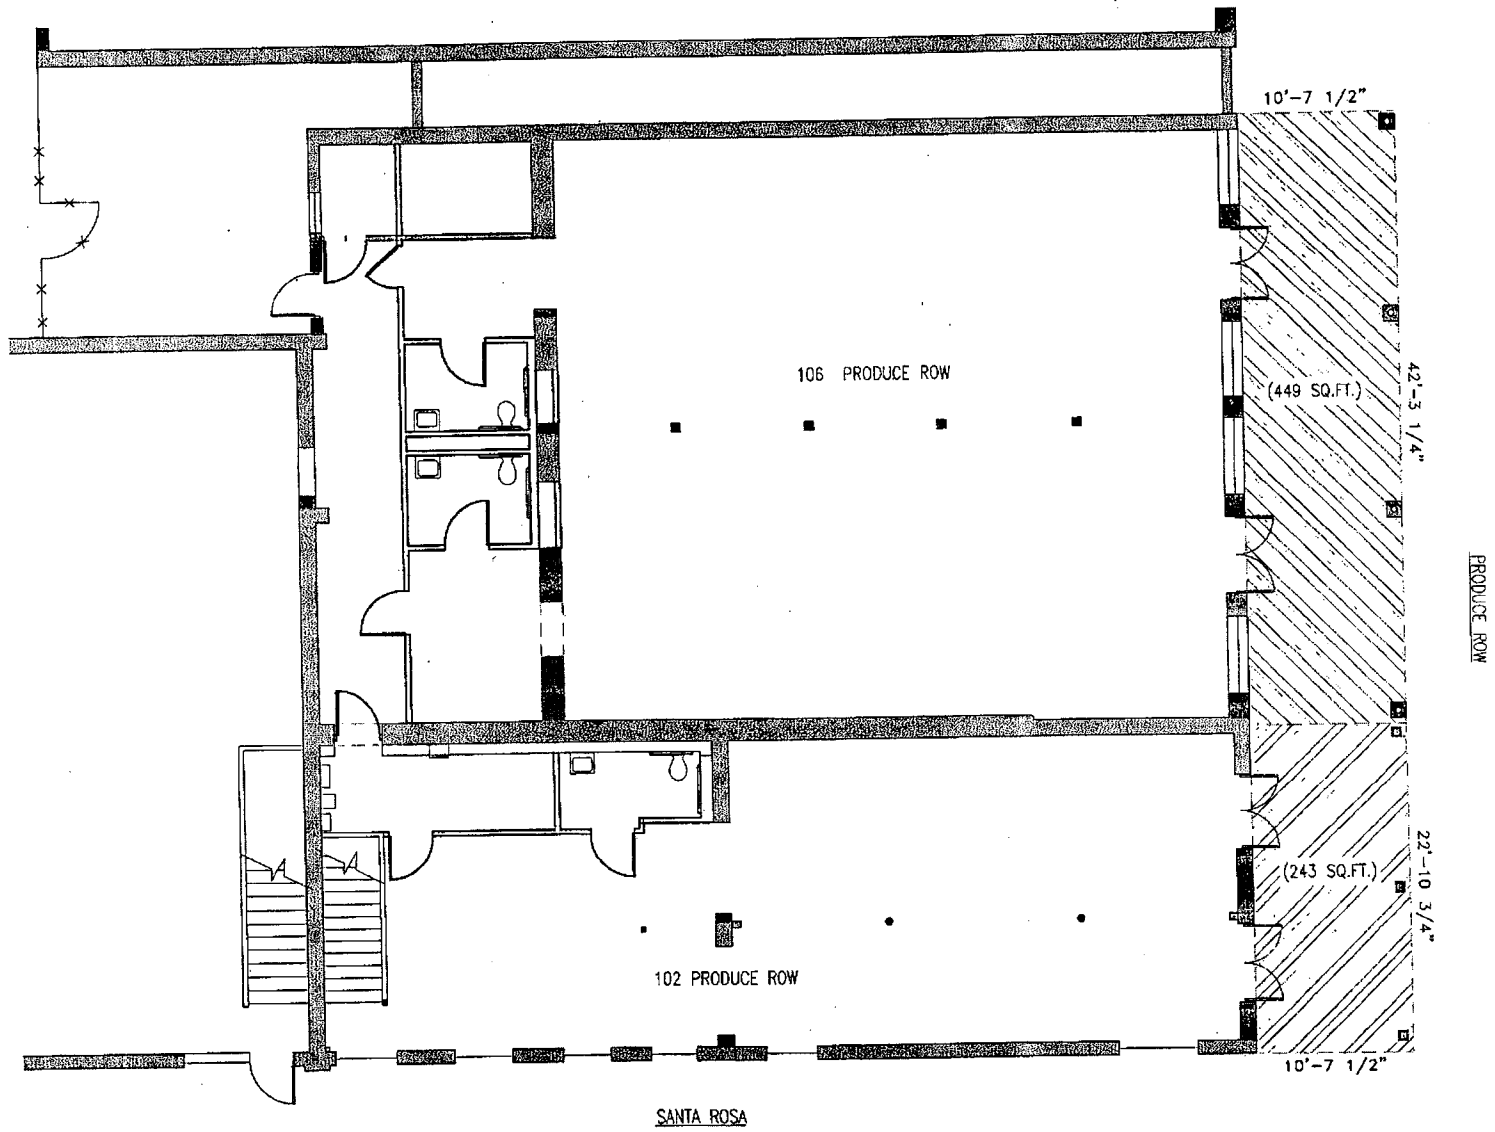 10'-7 1/2"
106 PRODUCE ROW
(449 SQ.FT.)
42'-3 1/4"
PRODUCE ROW
22'-10 3/4"
(243 SQ.FT.)
102 PRODUCE ROW
10'-7 1/2"
SANTA ROSA